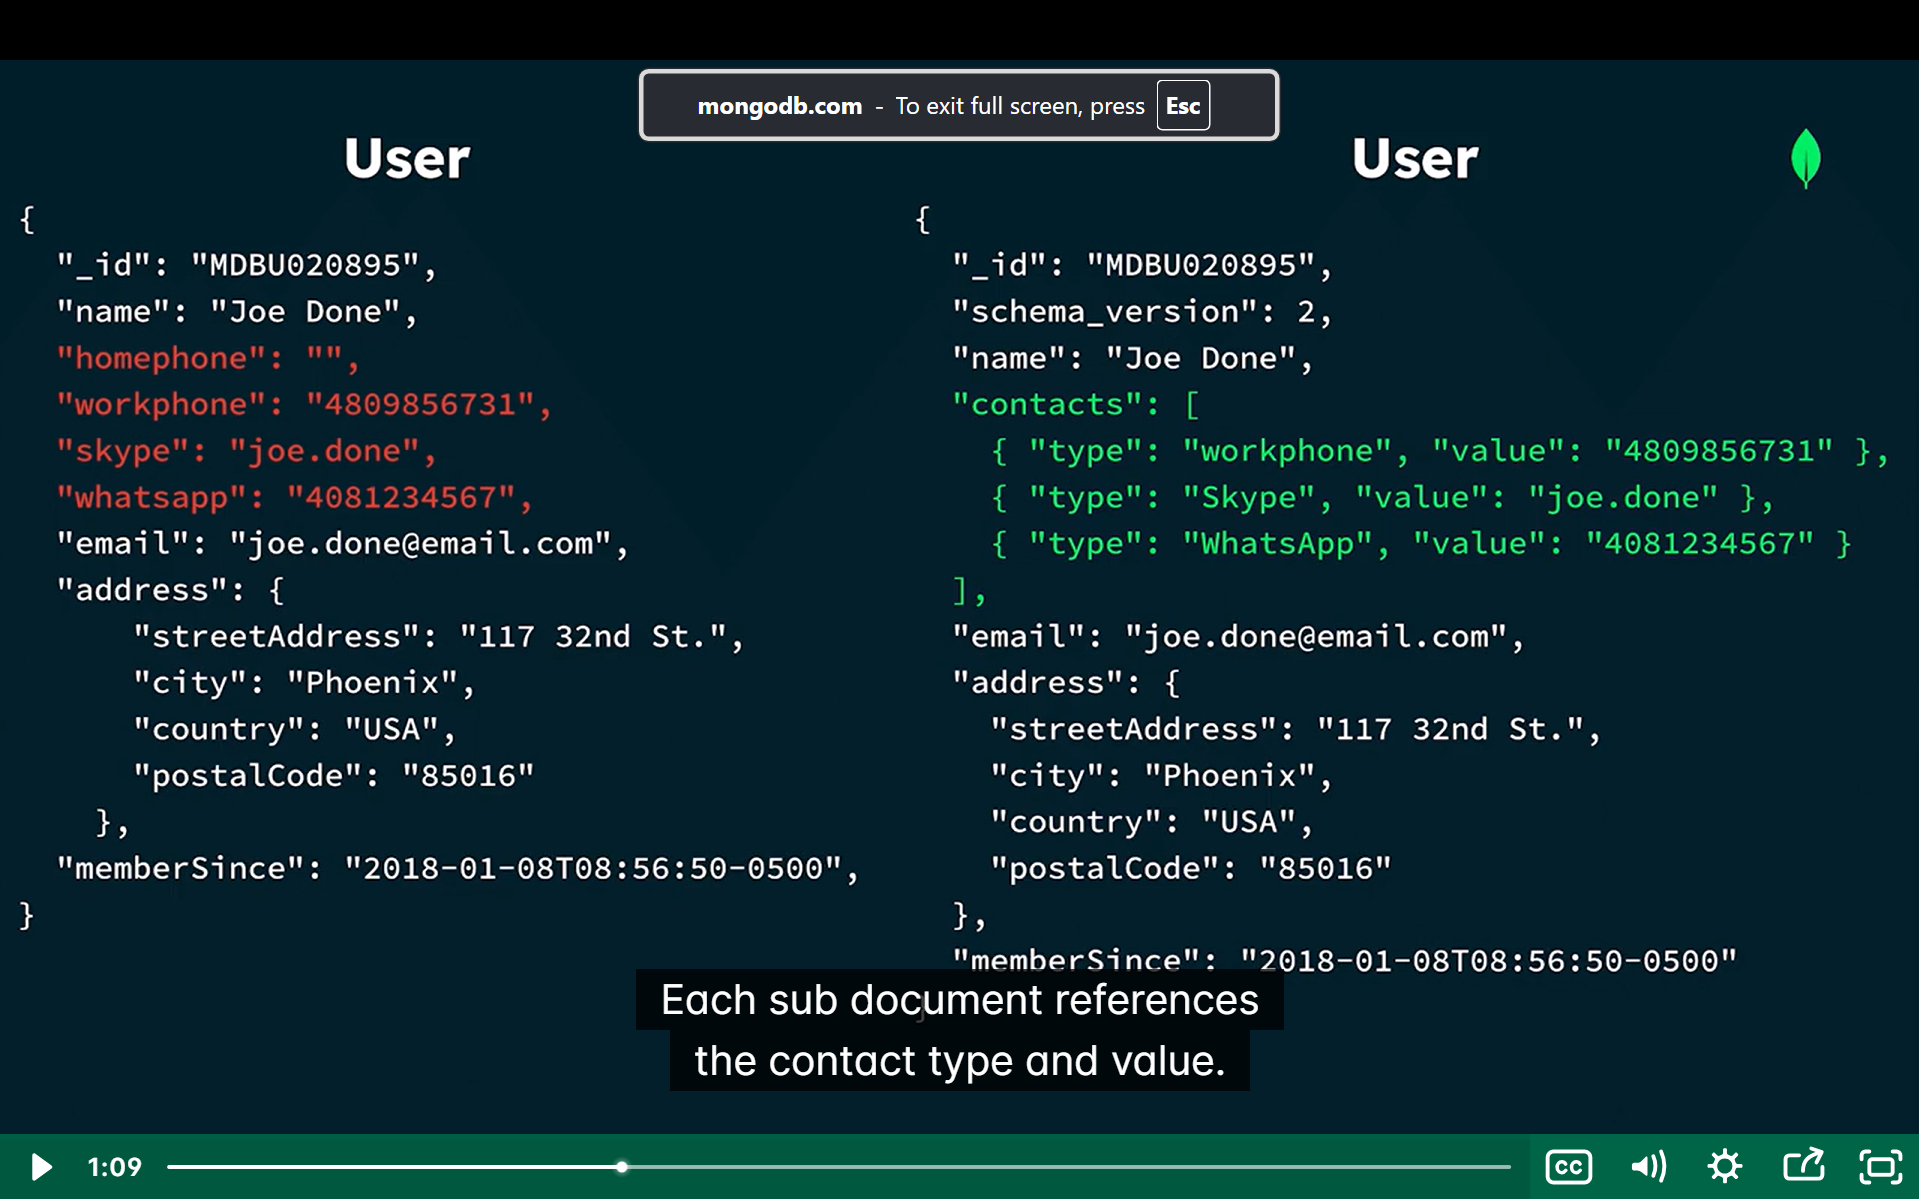 mongodb.com - To exit full screen, press Esc
User
{
"_id": "MDBU020895",
"name": "Joe Done",
"homephone": "",
"workphone": "4809856731",
"skype": "joe.done",
"whatsapp": "4081234567",
"email": "joe.done@email.com",
"address": {
"streetAddress": "117 32nd St.",
"city": "Phoenix",
"country": "USA",
"postalCode": "85016"
},
"memberSince": "2018-01-08T08:56:50-0500",
}
User
{
"_id": "MDBU020895",
"schema_version": 2,
"name": "Joe Done",
"contacts": [
{ "type": "workphone", "value": "4809856731" },
{ "type": "Skype", "value": "joe.done" },
{ "type": "WhatsApp", "value": "4081234567" }
],
"email": "joe.done@email.com",
"address": {
"streetAddress": "117 32nd St.",
"city": "Phoenix",
"country": "USA",
"postalCode": "85016"
},
"memberSince": "2018-01-08T08:56:50-0500"
Each sub document references
the contact type and value.
1:09
CC